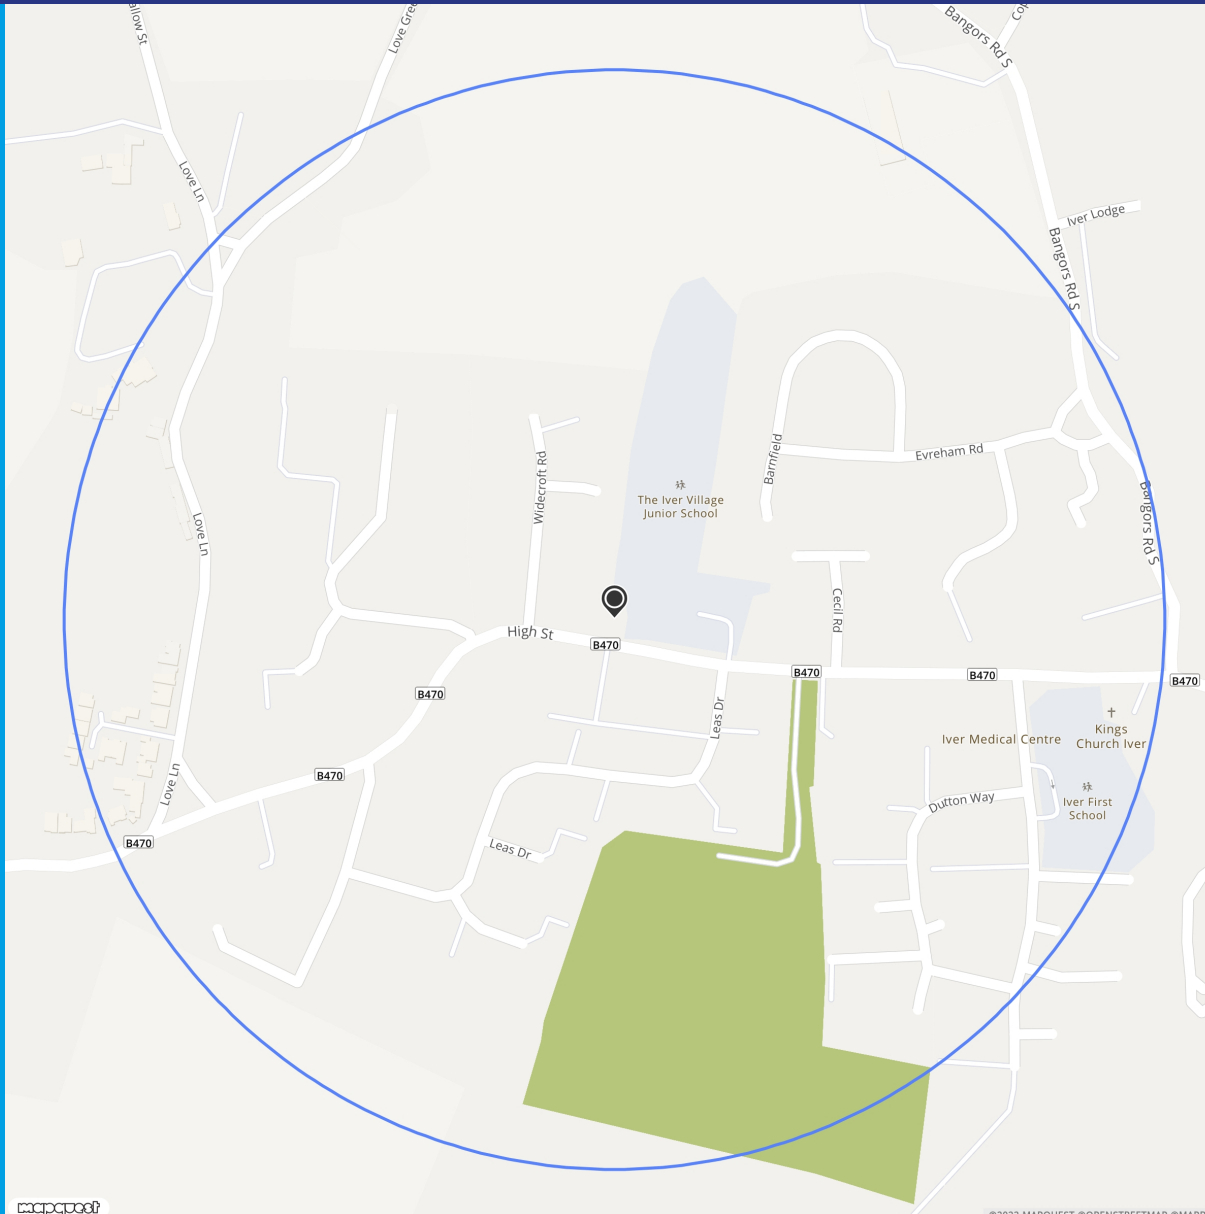 allow St
Love Gree
Bangors Rd S
Cop
Love Ln
Iver Lodge
Bangors Rd S
Barnfield
Evreham Rd
Widecroft Rd
The Iver Village
Junior School
Bangors Rd S
Love Ln
Cecil Rd
High St
B470
B470
B470
B470
B470
Leas Dr
Kings
Church Iver
Iver Medical Centre
B470
Love Ln
Dutton Way
Iver First
School
B470
Leas Dr
mapquest